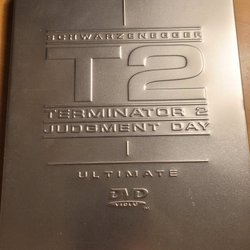 SCHWARZENEGGER
T2
TERMINATOR 2
JUDGMENT DAY
ULTIMATE
DVD
VIDEO